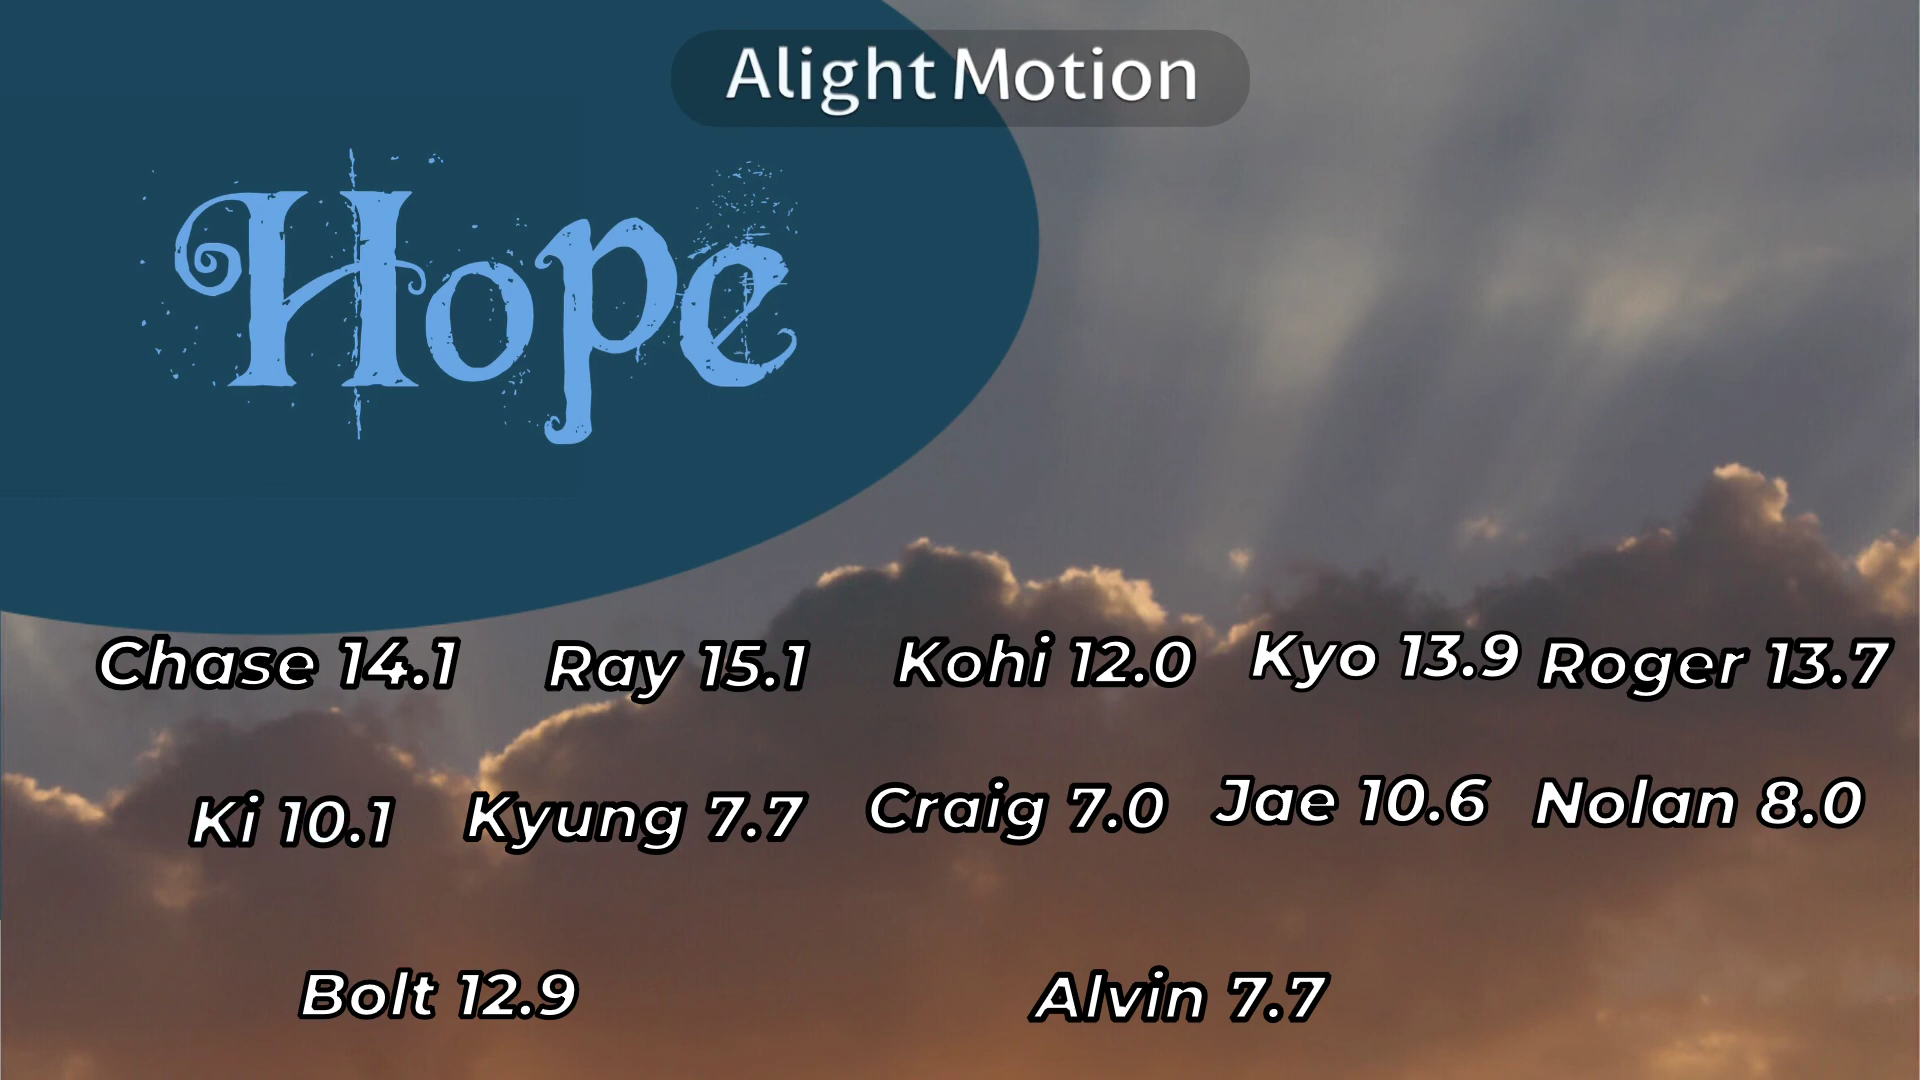 Alight Motion
Hope
Chase 14.1 Ray 15.1 Kohi 12.0 Kyo 13.9 Roger 13.7
Ki 10.1 Kyung 7.7 Craig 7.0 Jae 10.6 Nolan 8.0
Bolt 12.9 Alvin 7.7